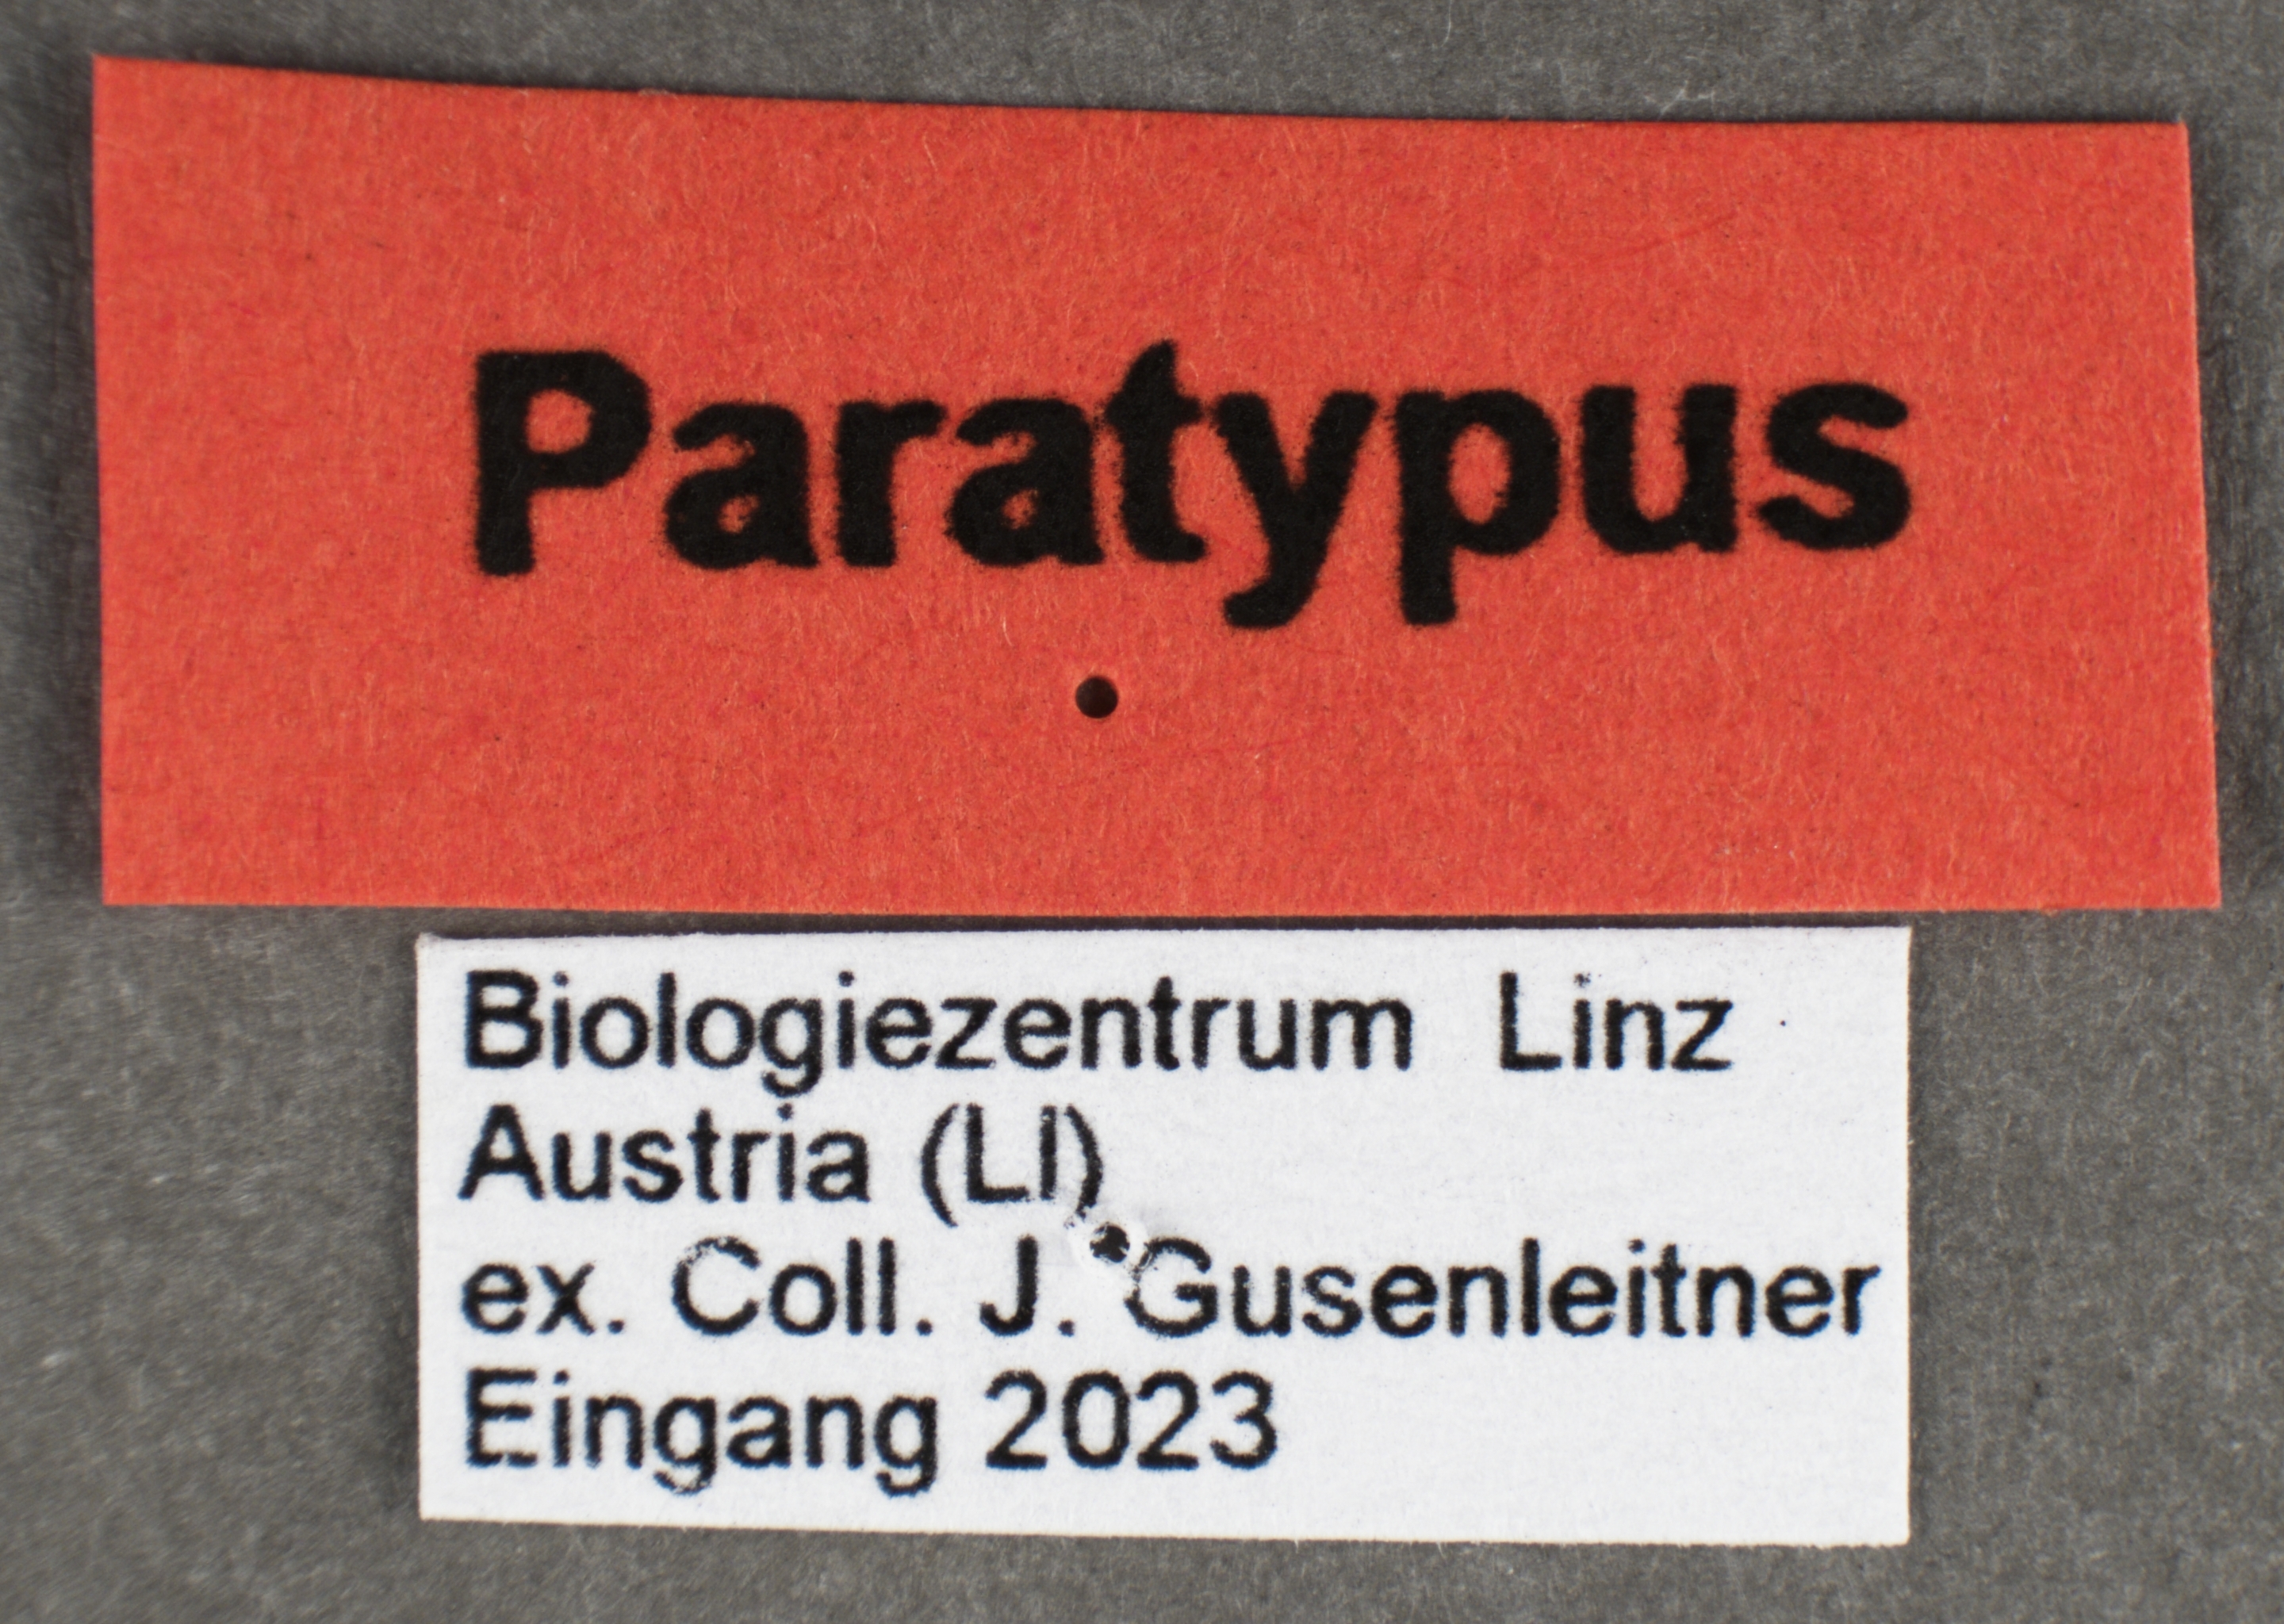 Paratypus
Biologiezentrum Linz
Austria (LI)
ex. Coll. J. Gusenleitner
Eingang 2023